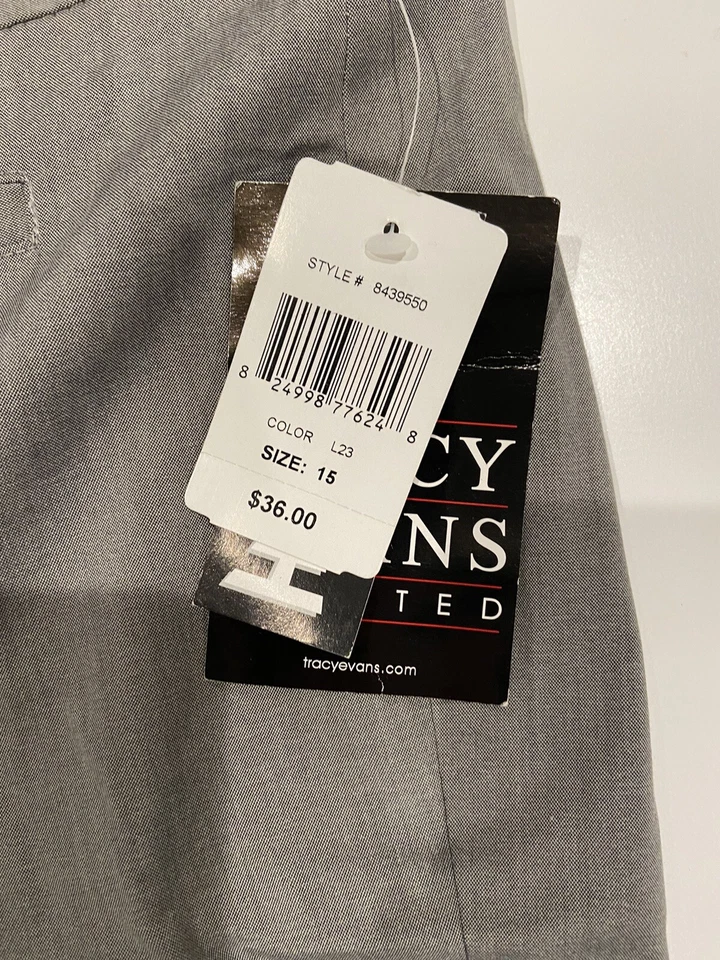 STYLE # 8439550
8 24998 77624 8
COLOR L23
SIZE: 15
$36.00
CY
NS
TED
tracyevans.com